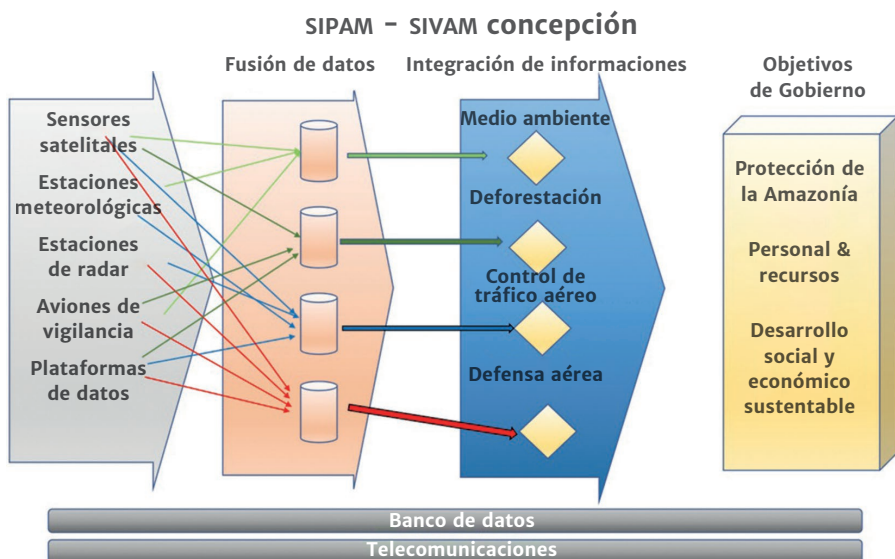 SIPAM – SIVAM concepción
Fusión de datos
Integración de informaciones
Objetivos
de Gobierno
Sensores
satelitales
Estaciones
meteorológicas
Estaciones
de radar
Aviones de
vigilancia
Plataformas
de datos
Medio ambiente
Deforestación
Control de
tráfico aéreo
Defensa aérea
Protección de
la Amazonía
Personal &
recursos
Desarrollo
social y
económico
sustentable
Banco de datos
Telecomunicaciones